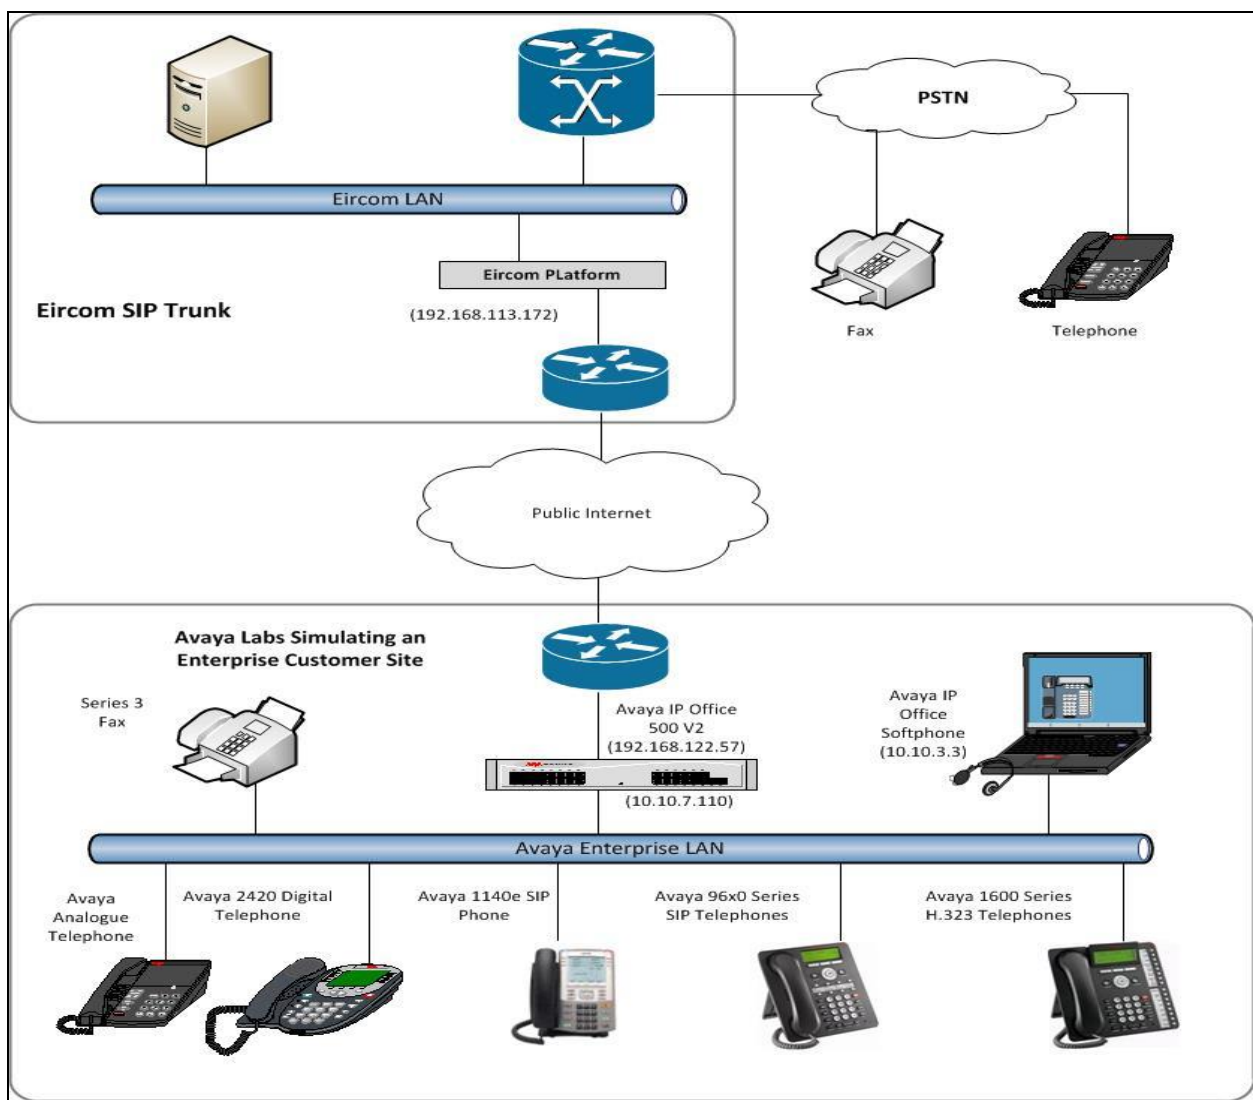 PSTN
Eircom LAN
Eircom PLatform
Eircom SIP Trunk
(192.168.113.172)
Fax
Telephone
Public Internet
Avaya Labs Simulating an
Enterprise Customer Site
Series 3
Fax
Avaya IP Office
500 V2
(192.168.122.57)
(10.10.7.110)
Avaya IP
Office
Softphone
(10.10.3.3)
Avaya Enterprise LAN
Avaya
Analogue
Telephone
Avaya 2420 Digital
Telephone
Avaya 1140e SIP
Phone
Avaya 96x0 Series
SIP Telephones
Avaya 1600 Series
H.323 Telephones